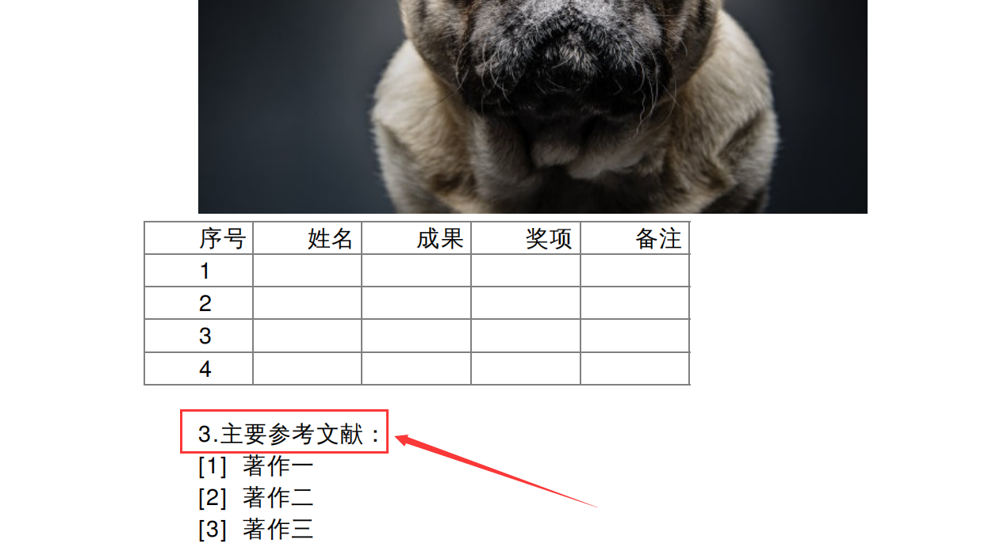 序号 姓名 成果 奖项 备注
1
2
3
4
3.主要参考文献：
[1] 著作一
[2] 著作二
[3] 著作三